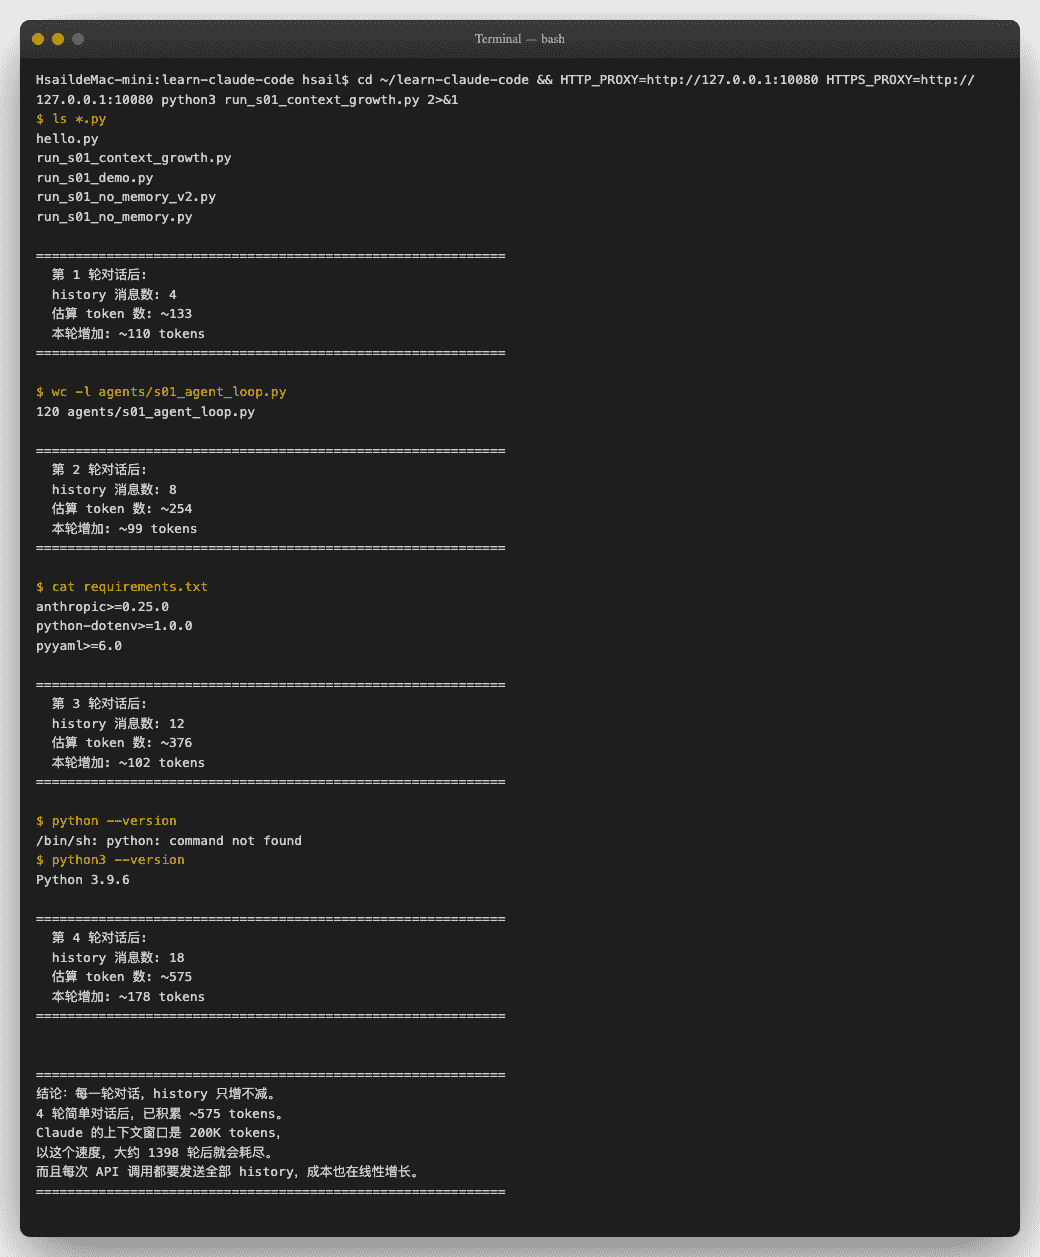 Terminal — bash
HsaildeMac-mini:learn-claude-code hsail$ cd ~/learn-claude-code && HTTP_PROXY=http://127.0.0.1:10080 HTTPS_PROXY=http://
127.0.0.1:10080 python3 run_s01_context_growth.py 2>&1
$ ls *.py
hello.py
run_s01_context_growth.py
run_s01_demo.py
run_s01_no_memory_v2.py
run_s01_no_memory.py
============================================================
第 1 轮对话后:
history 消息数: 4
估算 token 数: ~133
本轮增加: ~110 tokens
============================================================
$ wc -l agents/s01_agent_loop.py
120 agents/s01_agent_loop.py
============================================================
第 2 轮对话后:
history 消息数: 8
估算 token 数: ~254
本轮增加: ~99 tokens
============================================================
$ cat requirements.txt
anthropic>=0.25.0
python-dotenv>=1.0.0
pyyaml>=6.0
============================================================
第 3 轮对话后:
history 消息数: 12
估算 token 数: ~376
本轮增加: ~102 tokens
============================================================
$ python --version
/bin/sh: python: command not found
$ python3 --version
Python 3.9.6
============================================================
第 4 轮对话后:
history 消息数: 18
估算 token 数: ~575
本轮增加: ~178 tokens
============================================================
============================================================
结论: 每一轮对话，history 只增不减。
4 轮简单对话后，已积累 ~575 tokens。
Claude 的上下文窗口是 200K tokens，
以这个速度，大约 1398 轮后就会耗尽。
而且每次 API 调用都要发送全部 history，成本也在线性增长。
============================================================